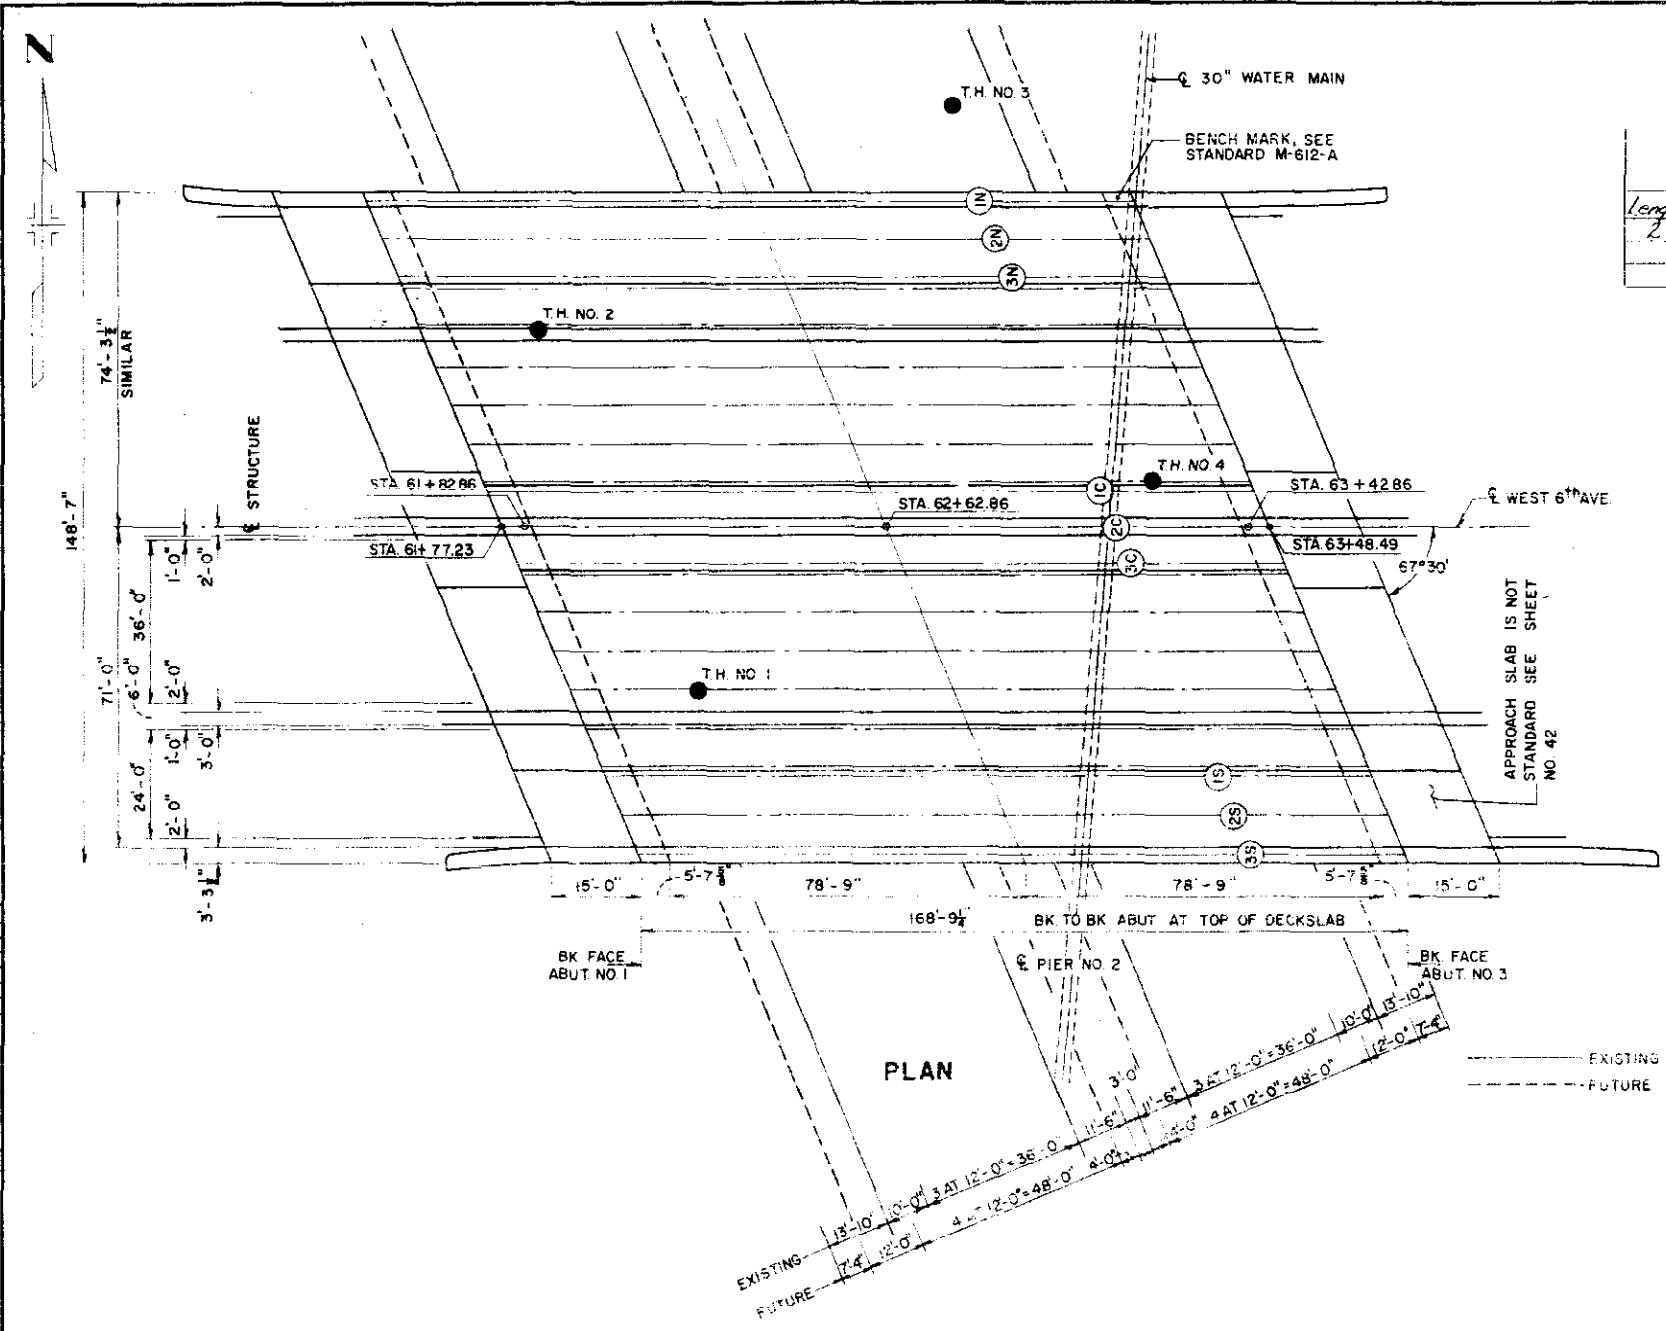 N
℄ 30" WATER MAIN
T.H. NO. 3
BENCH MARK, SEE
STANDARD M-612-A
1N
2N
3N
Leng
2
T.H. NO. 2
74'-3½"
SIMILAR
148'-7"
℄ STRUCTURE
STA. 61+82.86
STA. 61+77.23
STA. 62+62.86
1C
2C
3C
T.H. NO. 4
STA. 63+42.86
STA. 63+48.49
℄ WEST 6th AVE.
67°30'
1'-0"
2'-0"
36'-0"
71'-0"
6'-0"
2'-0"
1'-0"
3'-0"
24'-0"
2'-0"
3'-3½"
T.H. NO. 1
1S
2S
3S
APPROACH SLAB IS NOT
STANDARD SEE SHEET
NO. 42
15'-0"
5'-7⅝"
78'-9"
78'-9"
5'-7⅝"
15'-0"
168'-9¼" BK. TO BK ABUT AT TOP OF DECKSLAB
BK FACE
ABUT. NO. 1
℄ PIER NO. 2
BK. FACE
ABUT. NO. 3
PLAN
EXISTING
FUTURE
EXISTING 13'-10" 10'-0" 3 AT 12'-0"=36'-0" 11'-6" 3'-0" 11'-6" 3 AT 12'-0"=36'-0" 10'-0" 13'-10"
FUTURE 7'-4" 12'-0" 4 AT 12'-0"=48'-0" 4'-0" 4'-0" 4 AT 12'-0"=48'-0" 12'-0" 7'-4"